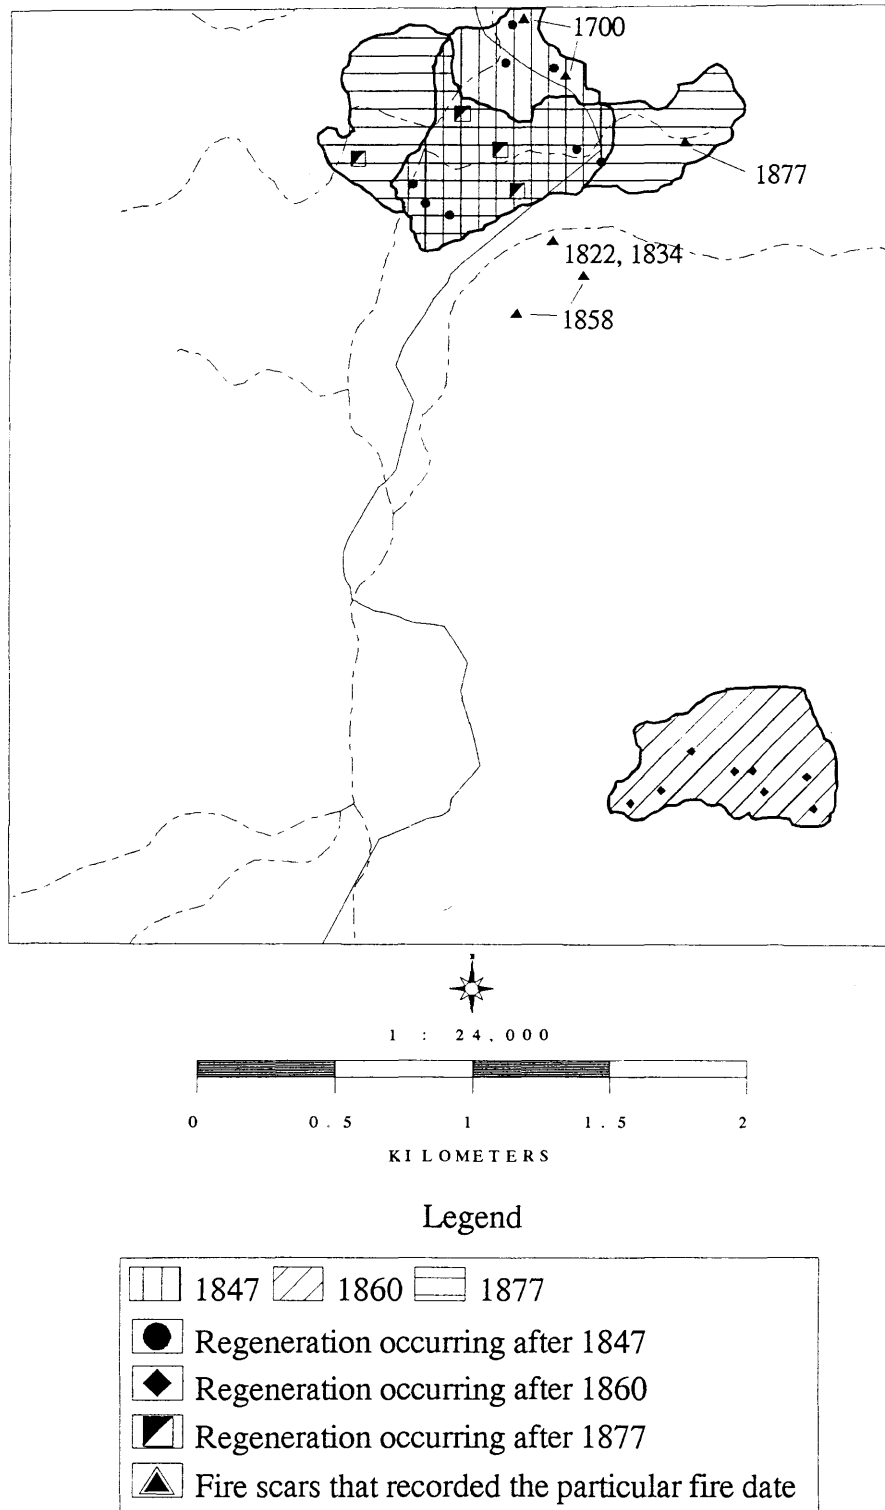 1700
1877
1822, 1834
1858
1 : 24,000
0 0.5 1 1.5 2
KILOMETERS
Legend
1847 1860 1877
Regeneration occurring after 1847
Regeneration occurring after 1860
Regeneration occurring after 1877
Fire scars that recorded the particular fire date